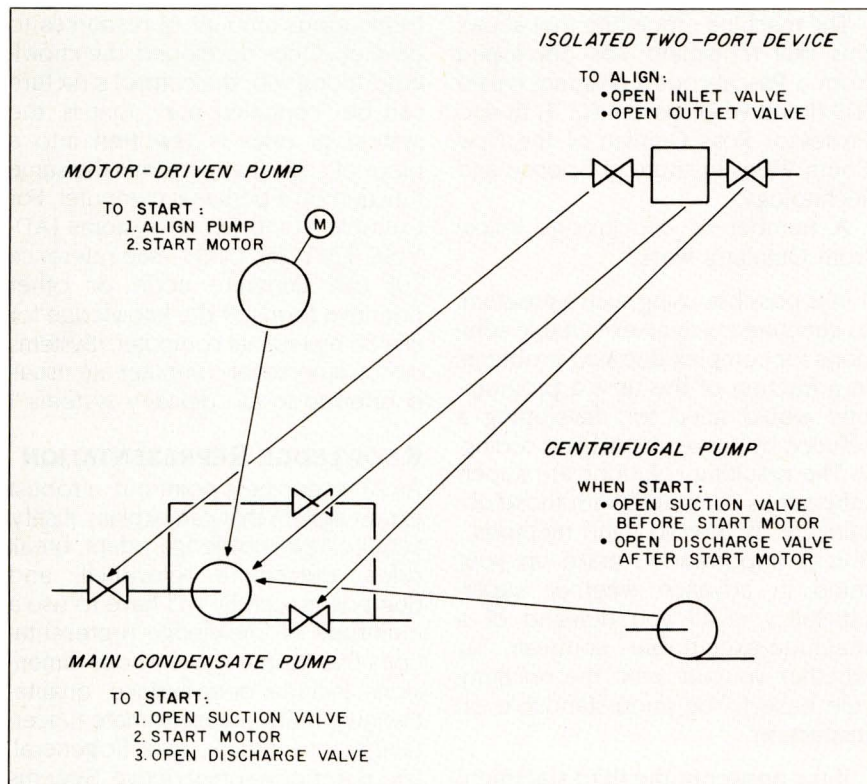 ISOLATED TWO-PORT DEVICE
TO ALIGN:
• OPEN INLET VALVE
• OPEN OUTLET VALVE
MOTOR-DRIVEN PUMP
TO START:
1. ALIGN PUMP
2. START MOTOR
M
CENTRIFUGAL PUMP
WHEN START:
• OPEN SUCTION VALVE
BEFORE START MOTOR
• OPEN DISCHARGE VALVE
AFTER START MOTOR
MAIN CONDENSATE PUMP
TO START:
1. OPEN SUCTION VALVE
2. START MOTOR
3. OPEN DISCHARGE VALVE